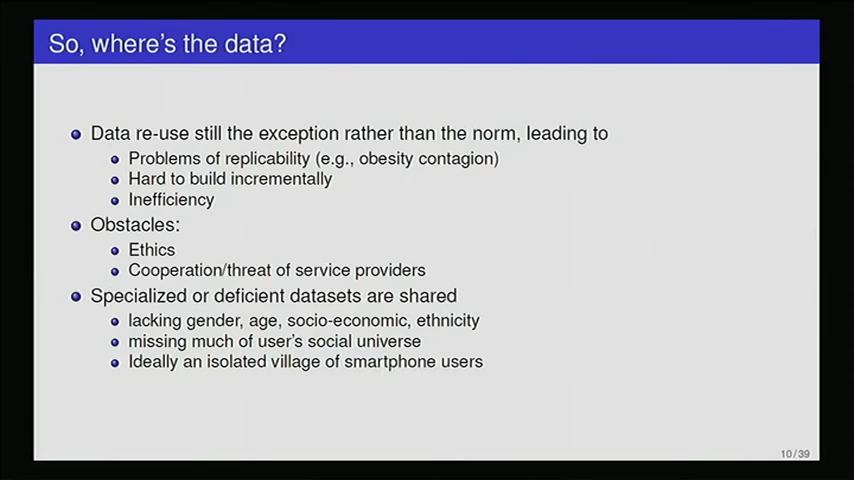 So, where's the data?
Data re-use still the exception rather than the norm, leading to
Problems of replicability (e.g., obesity contagion)
Hard to build incrementally
Inefficiency
Obstacles:
Ethics
Cooperation/threat of service providers
Specialized or deficient datasets are shared
lacking gender, age, socio-economic, ethnicity
missing much of user's social universe
Ideally an isolated village of smartphone users
10/39